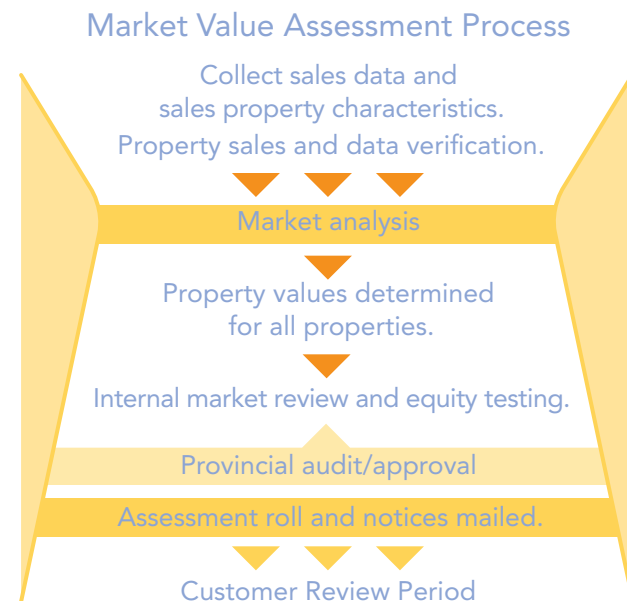 Market Value Assessment Process
Collect sales data and
sales property characteristics.
Property sales and data verification.
Market analysis
Property values determined
for all properties.
Internal market review and equity testing.
Provincial audit/approval
Assessment roll and notices mailed.
Customer Review Period